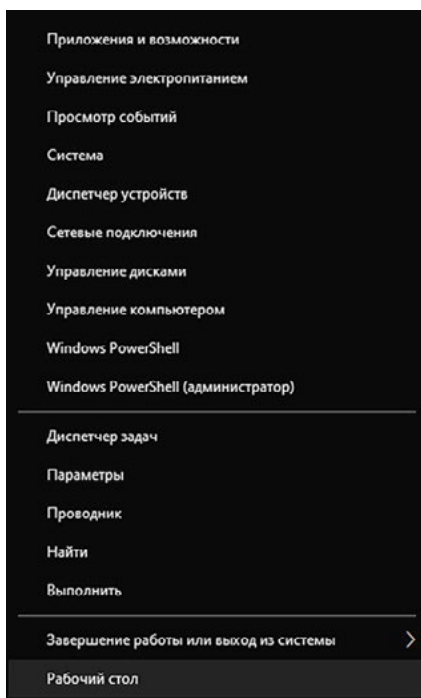 Приложения и возможности
Управление электропитанием
Просмотр событий
Система
Диспетчер устройств
Сетевые подключения
Управление дисками
Управление компьютером
Windows PowerShell
Windows PowerShell (администратор)
Диспетчер задач
Параметры
Проводник
Найти
Выполнить
Завершение работы или выход из системы
Рабочий стол